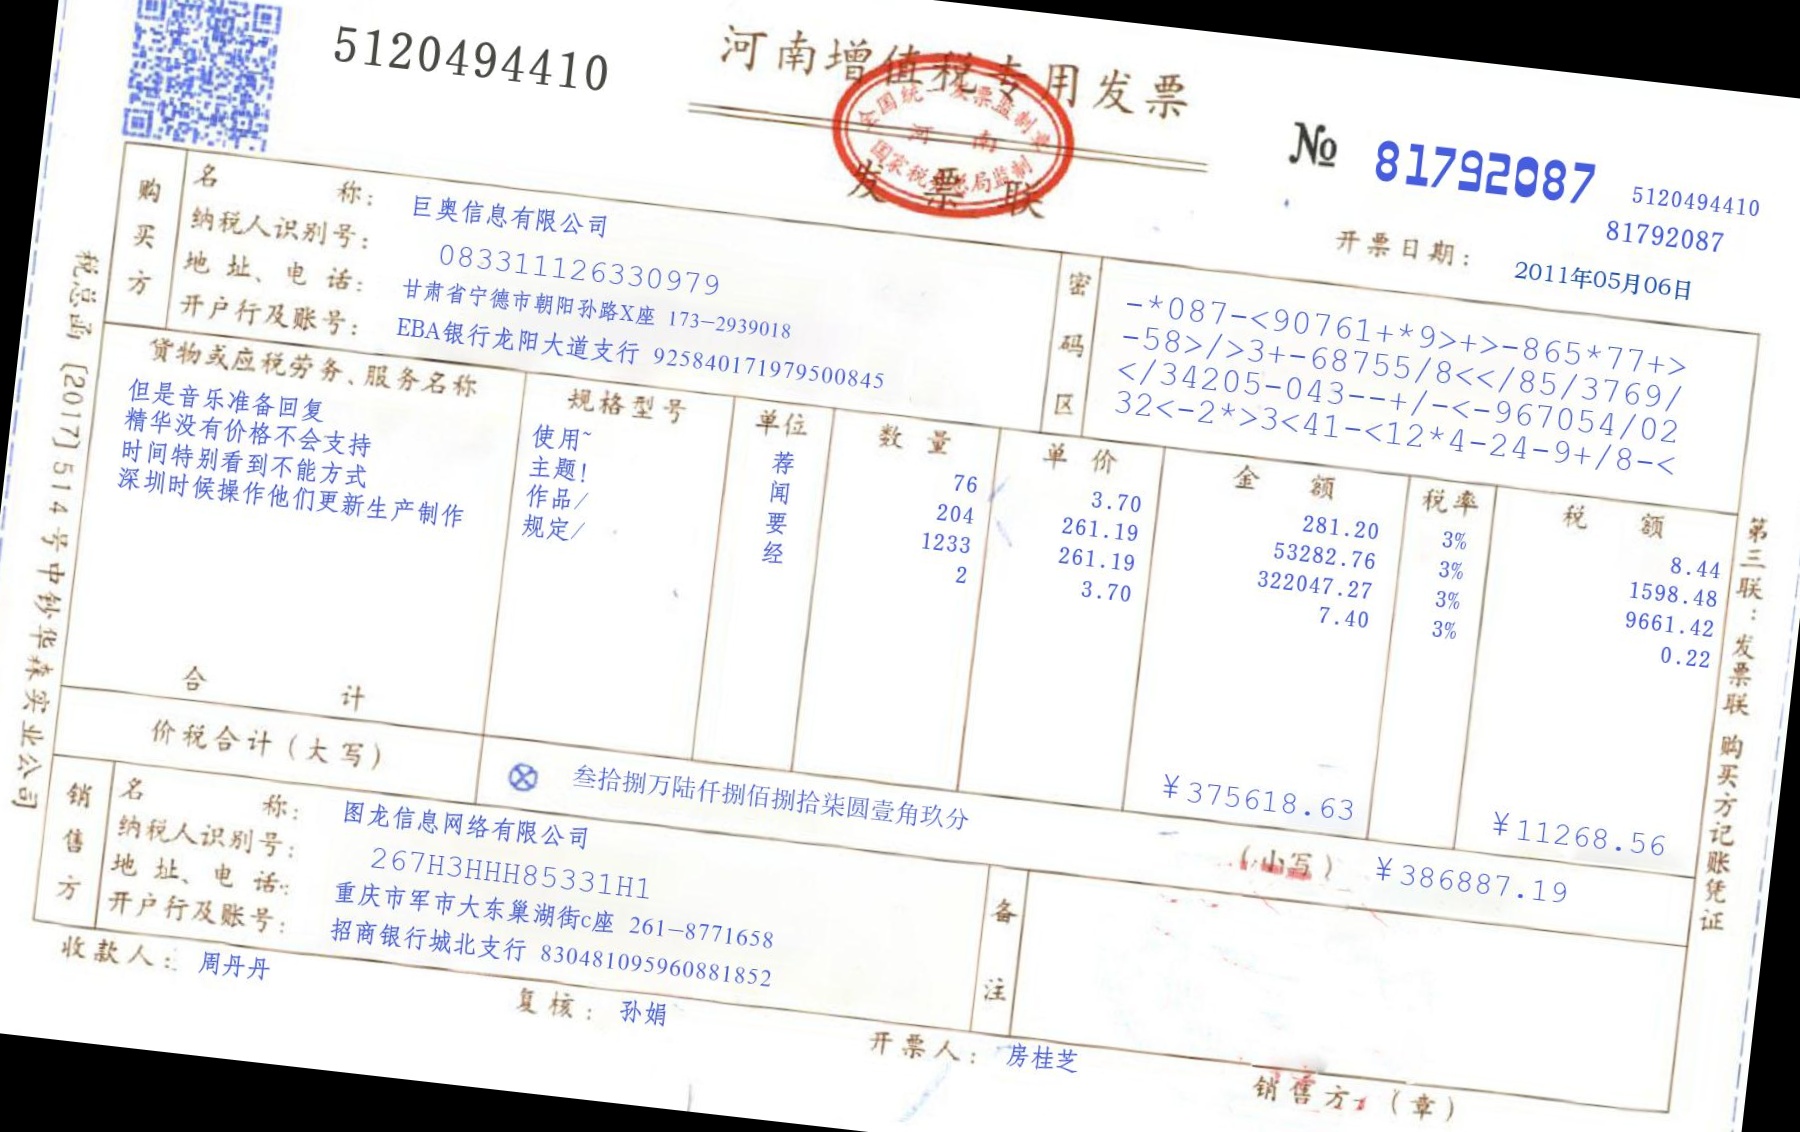 5120494410
河南增值税专用发票
全国统一发票监制章
河南
国家税务总局监制
发票联
№ 81792087
5120494410
81792087
开票日期: 2011年05月06日
购买方
名称: 巨奥信息有限公司
纳税人识别号: 083311126330979
地址、电话: 甘肃省宁德市朝阳孙路X座 173-2939018
开户行及账号: EBA银行龙阳大道支行 925840171979500845
密码区
-*087-<90761+*9>+>-865*77+>
-58>/>3+-68755/8<</85/3769/
</34205-043--+/-<-967054/02
32<-2*>3<41-<12*4-24-9+/8-<
货物或应税劳务、服务名称 规格型号 单位 数量 单价 金额 税率 税额
但是音乐准备回复 使用~ 荐 76 3.70 281.20 3% 8.44
精华没有价格不会支持 主题! 闻 204 261.19 53282.76 3% 1598.48
时间特别看到不能方式 作品/ 要 1233 261.19 322047.27 3% 9661.42
深圳时候操作他们更新生产制作 规定/ 经 2 3.70 7.40 3% 0.22
合计 ¥375618.63 ¥11268.56
价税合计(大写) ⊗ 叁拾捌万陆仟捌佰捌拾柒圆壹角玖分 (小写) ¥386887.19
销售方
名称: 图龙信息网络有限公司
纳税人识别号: 267H3HHH85331H1
地址、电话: 重庆市军市大东巢湖街c座 261-8771658
开户行及账号: 招商银行城北支行 830481095960881852
备注
收款人: 周丹丹
复核: 孙娟
开票人: 房桂芝
销售方:(章)
税总函[2017]514号中钞华森实业公司
第三联:发票联 购买方记账凭证